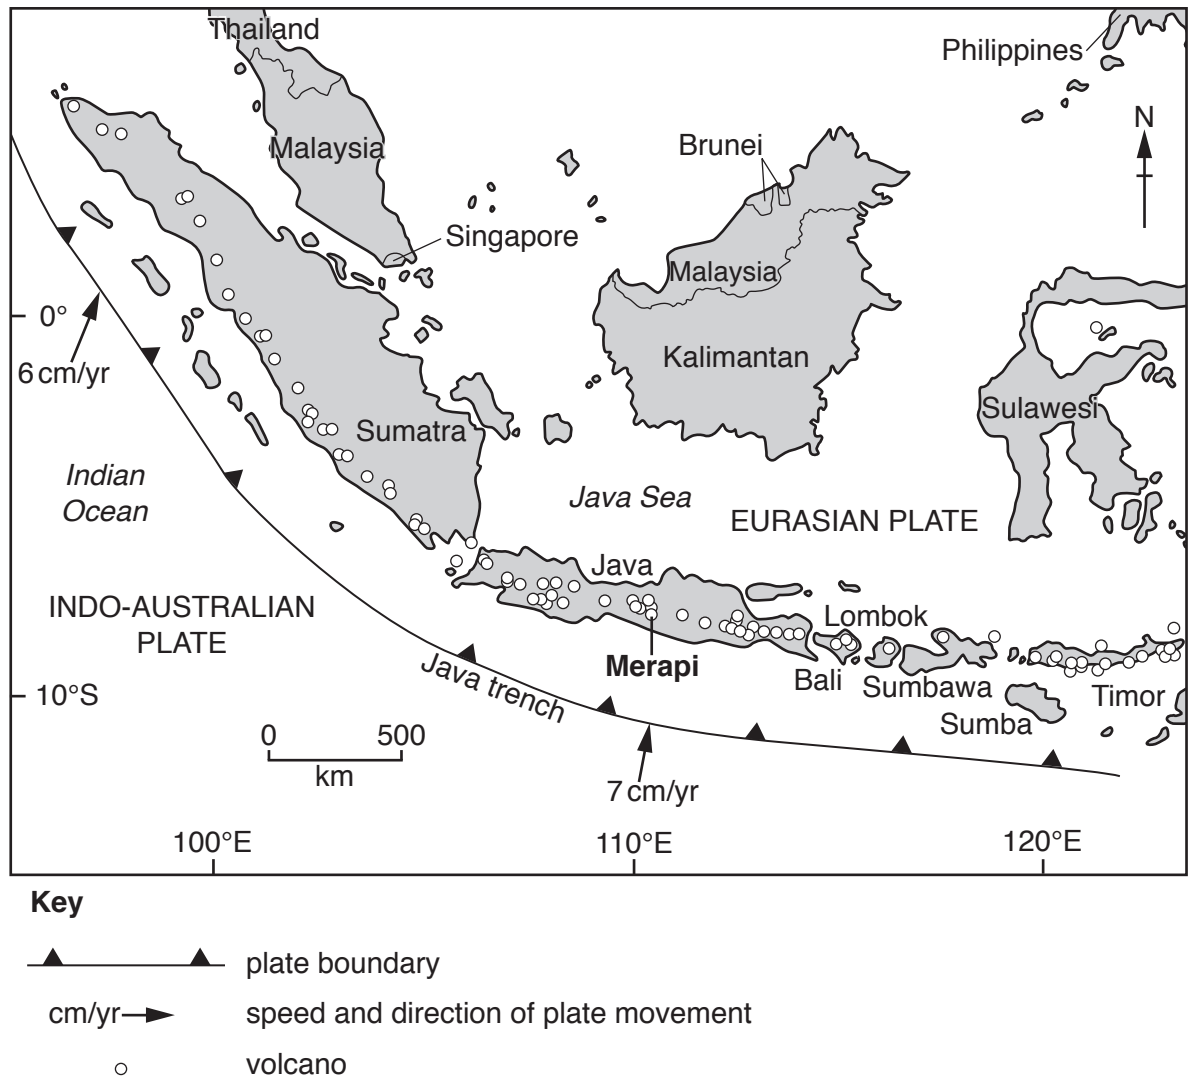 Thailand
Philippines
N
Brunei
Malaysia
Singapore
Malaysia
0°
6 cm/yr
Kalimantan
Sulawesi
Sumatra
Indian
Ocean
Java Sea
EURASIAN PLATE
Java
INDO-AUSTRALIAN
PLATE
Lombok
Merapi
Bali
Sumbawa
Java trench
10°S
Timor
Sumba
0 500
km
7 cm/yr
100°E 110°E 120°E
Key
plate boundary
cm/yr speed and direction of plate movement
volcano